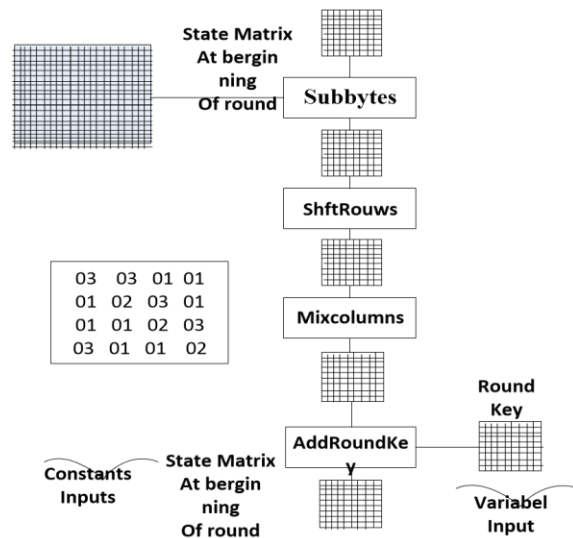 State Matrix
At bergin
ning
Of round
Subbytes
ShftRouws
03 03 01 01
01 02 03 01
01 01 02 03
03 01 01 02
Mixcolumns
Round
Key
AddRoundKe
y
Constants
Inputs
State Matrix
At bergin
ning
Of round
Variabel
Input